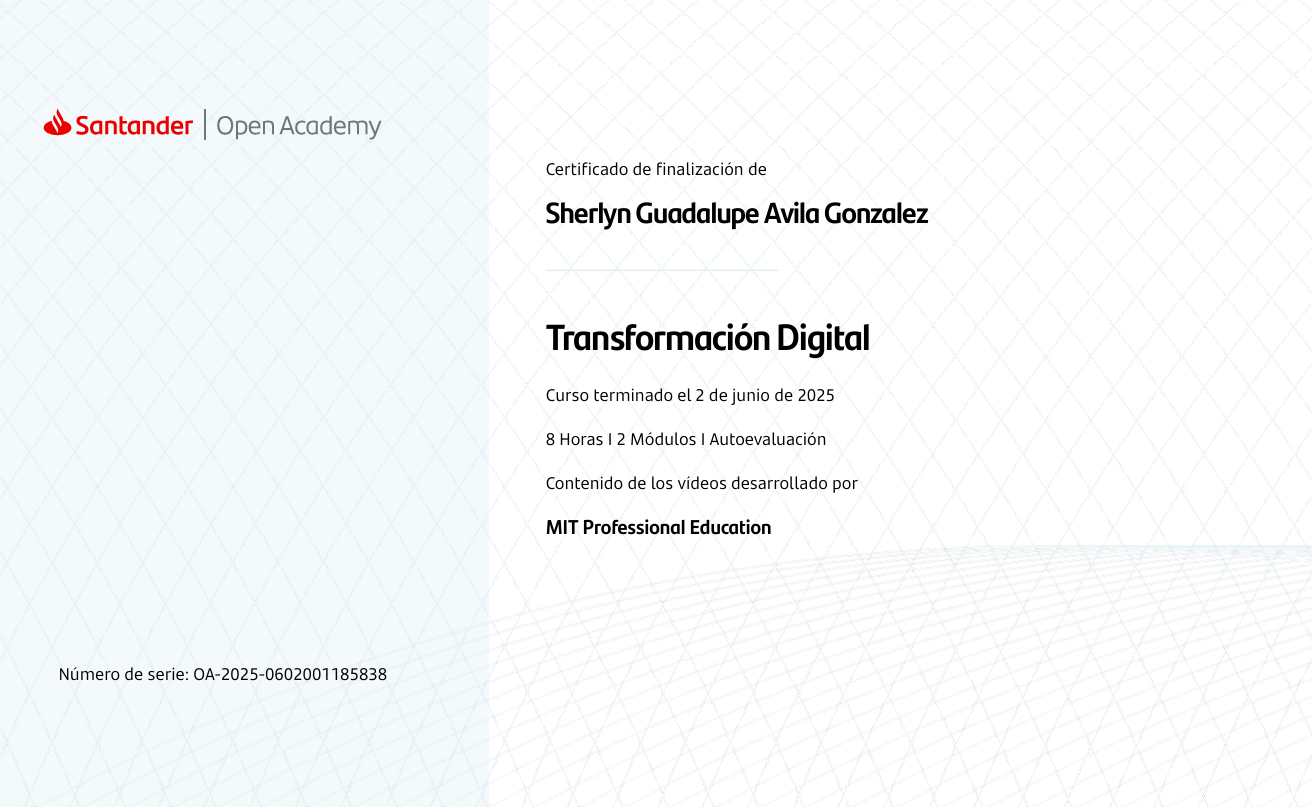 Santander | Open Academy
Certificado de finalización de
Sherlyn Guadalupe Avila Gonzalez
Transformación Digital
Curso terminado el 2 de junio de 2025
8 Horas I 2 Módulos I Autoevaluación
Contenido de los vídeos desarrollado por
MIT Professional Education
Número de serie: OA-2025-0602001185838